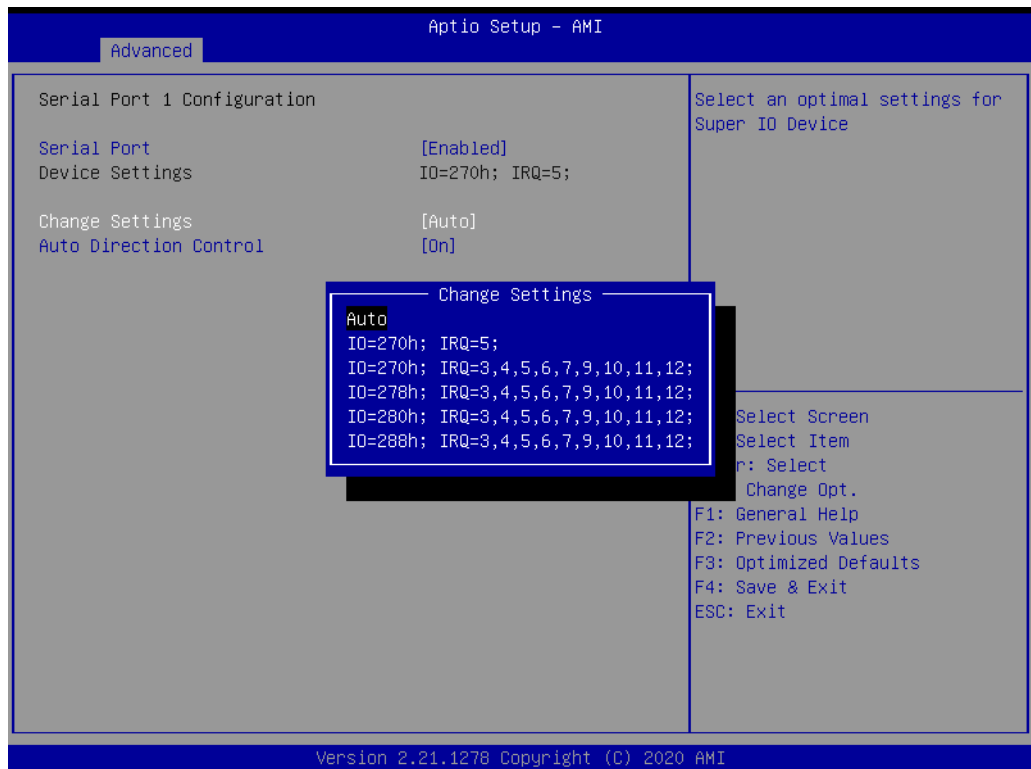 Aptio Setup - AMI
Advanced
Serial Port 1 Configuration
Serial Port [Enabled]
Device Settings IO=270h; IRQ=5;
Change Settings [Auto]
Auto Direction Control [On]
Change Settings
Auto
IO=270h; IRQ=5;
IO=270h; IRQ=3,4,5,6,7,9,10,11,12;
IO=278h; IRQ=3,4,5,6,7,9,10,11,12;
IO=280h; IRQ=3,4,5,6,7,9,10,11,12;
IO=288h; IRQ=3,4,5,6,7,9,10,11,12;
Select an optimal settings for
Super IO Device
Select Screen
Select Item
r: Select
Change Opt.
F1: General Help
F2: Previous Values
F3: Optimized Defaults
F4: Save & Exit
ESC: Exit
Version 2.21.1278 Copyright (C) 2020 AMI